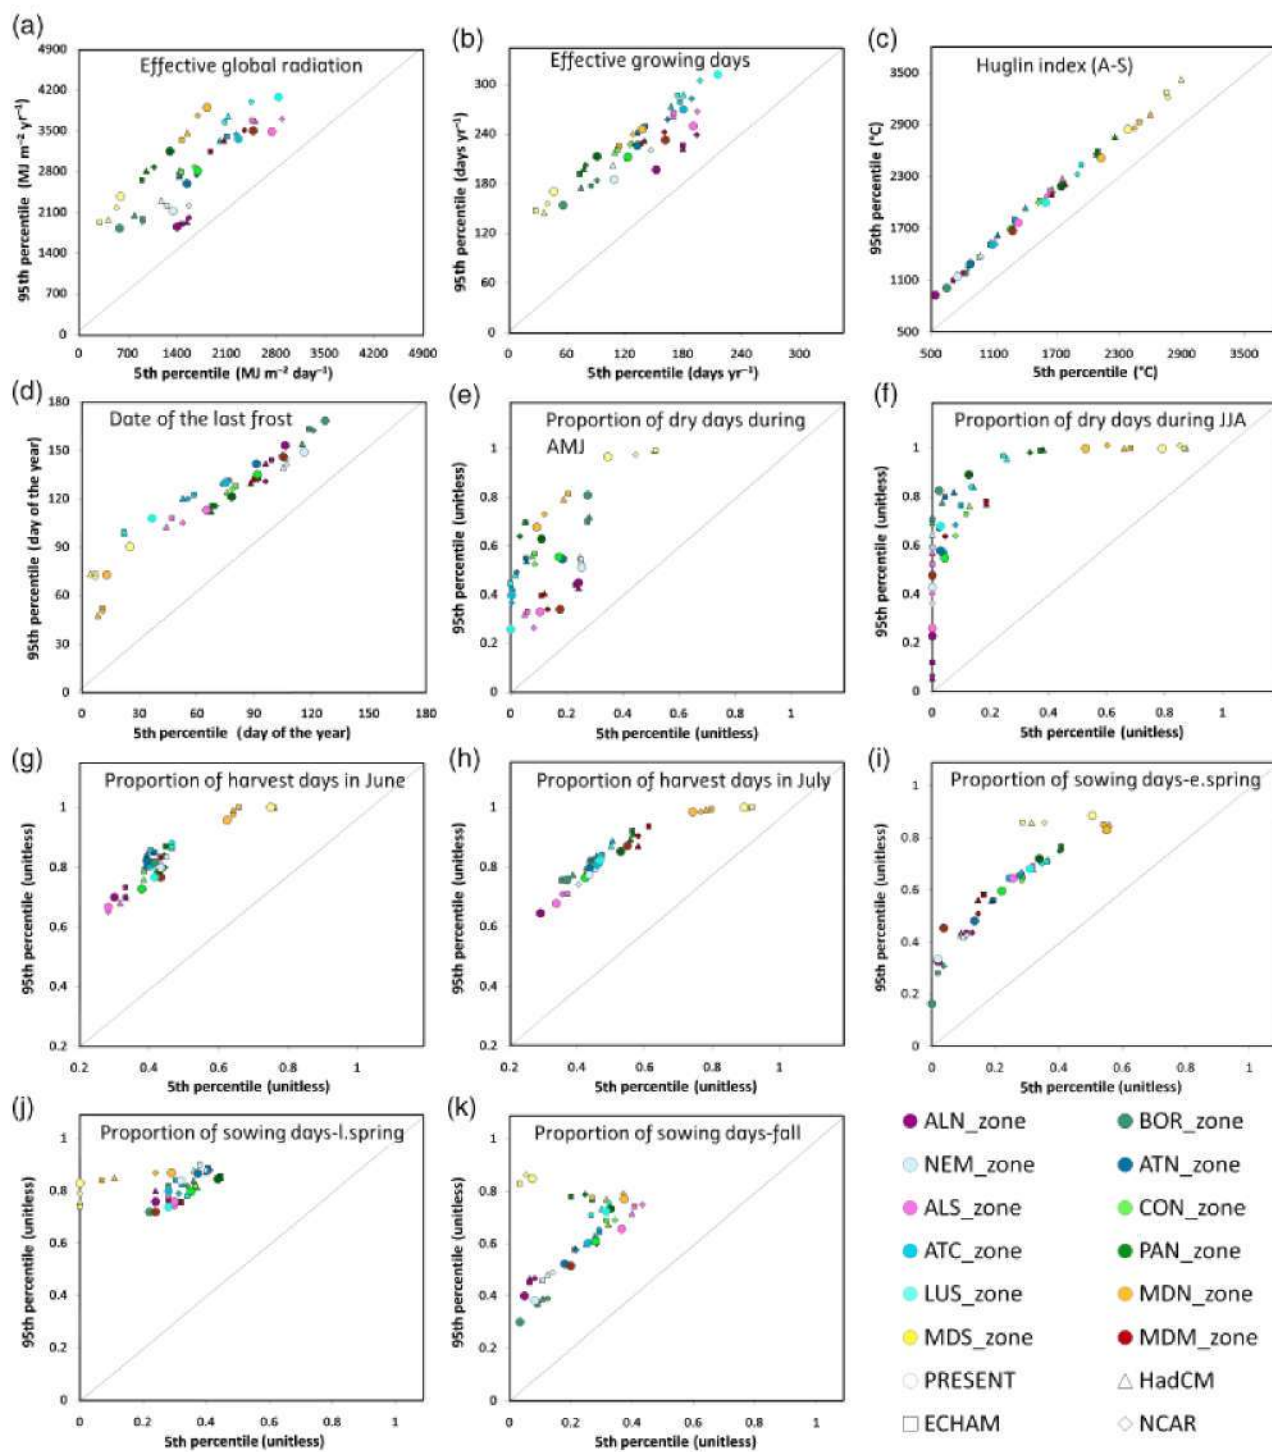 (a)
Effective global radiation
4900
4200
3500
2800
2100
1400
700
0
95th percentile (MJ m⁻² yr⁻¹)
0 700 1400 2100 2800 3500 4200 4900
5th percentile (MJ m⁻² day⁻¹)
(b)
Effective growing days
300
240
180
120
60
0
95th percentile (days yr⁻¹)
0 60 120 180 240 300
5th percentile (days yr⁻¹)
(c)
Huglin index (A-S)
3500
2900
2300
1700
1100
500
95th percentile (°C)
500 1100 1700 2300 2900 3500
5th percentile (°C)
(d)
Date of the last frost
180
150
120
90
60
30
0
95th percentile (day of the year)
0 30 60 90 120 150 180
5th percentile (day of the year)
(e)
Proportion of dry days during
AMJ
1
0.8
0.6
0.4
0.2
0
95th percentile (unitless)
0 0.2 0.4 0.6 0.8 1
5th percentile (unitless)
(f)
Proportion of dry days during JJA
1
0.8
0.6
0.4
0.2
0
95th percentile (unitless)
0 0.2 0.4 0.6 0.8 1
5th percentile (unitless)
(g)
Proportion of harvest days in June
1
0.8
0.6
0.4
0.2
95th percentile (unitless)
0.2 0.4 0.6 0.8 1
5th percentile (unitless)
(h)
Proportion of harvest days in July
1
0.8
0.6
0.4
0.2
95th percentile (unitless)
0.2 0.4 0.6 0.8 1
5th percentile (unitless)
(i)
Proportion of sowing days-e.spring
1
0.8
0.6
0.4
0.2
0
95th percentile (unitless)
0 0.2 0.4 0.6 0.8 1
5th percentile (unitless)
(j)
Proportion of sowing days-l.spring
1
0.8
0.6
0.4
0.2
0
95th percentile (unitless)
0 0.2 0.4 0.6 0.8 1
5th percentile (unitless)
(k)
Proportion of sowing days-fall
1
0.8
0.6
0.4
0.2
0
95th percentile (unitless)
0 0.2 0.4 0.6 0.8 1
5th percentile (unitless)
ALN_zone BOR_zone
NEM_zone ATN_zone
ALS_zone CON_zone
ATC_zone PAN_zone
LUS_zone MDN_zone
MDS_zone MDM_zone
PRESENT HadCM
ECHAM NCAR